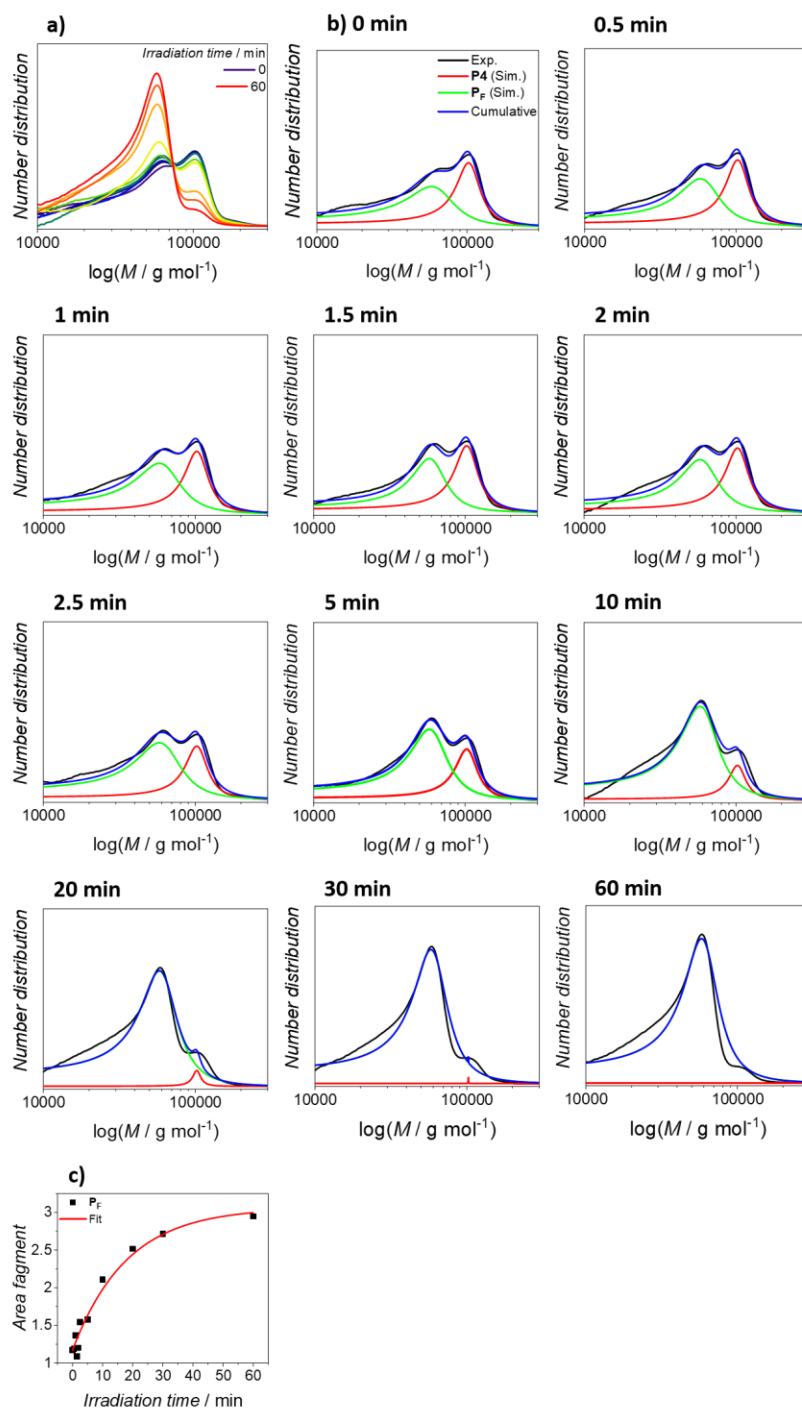 a)
Irradiation time / min
0
60
Number distribution
10000
100000
log(M / g mol⁻¹)
b) 0 min
Exp.
P4 (Sim.)
P_F (Sim.)
Cumulative
Number distribution
10000
100000
log(M / g mol⁻¹)
0.5 min
Number distribution
10000
100000
log(M / g mol⁻¹)
1 min
Number distribution
10000
100000
log(M / g mol⁻¹)
1.5 min
Number distribution
10000
100000
log(M / g mol⁻¹)
2 min
Number distribution
10000
100000
log(M / g mol⁻¹)
2.5 min
Number distribution
10000
100000
log(M / g mol⁻¹)
5 min
Number distribution
10000
100000
log(M / g mol⁻¹)
10 min
Number distribution
10000
100000
log(M / g mol⁻¹)
20 min
Number distribution
10000
100000
log(M / g mol⁻¹)
30 min
Number distribution
10000
100000
log(M / g mol⁻¹)
60 min
Number distribution
10000
100000
log(M / g mol⁻¹)
c)
P_F
Fit
Area fagment
3
2.5
2
1.5
1
0 10 20 30 40 50 60
Irradiation time / min